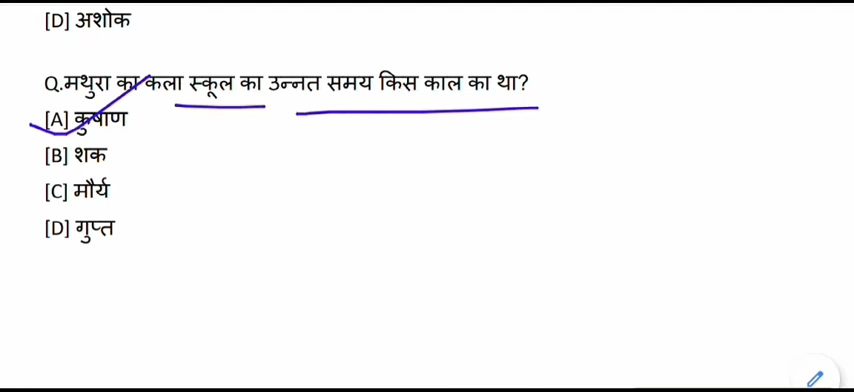 [D] अशोक
Q.मथुरा का कला स्कूल का उन्नत समय किस काल का था?
[A] कुषाण
[B] शक
[C] मौर्य
[D] गुप्त